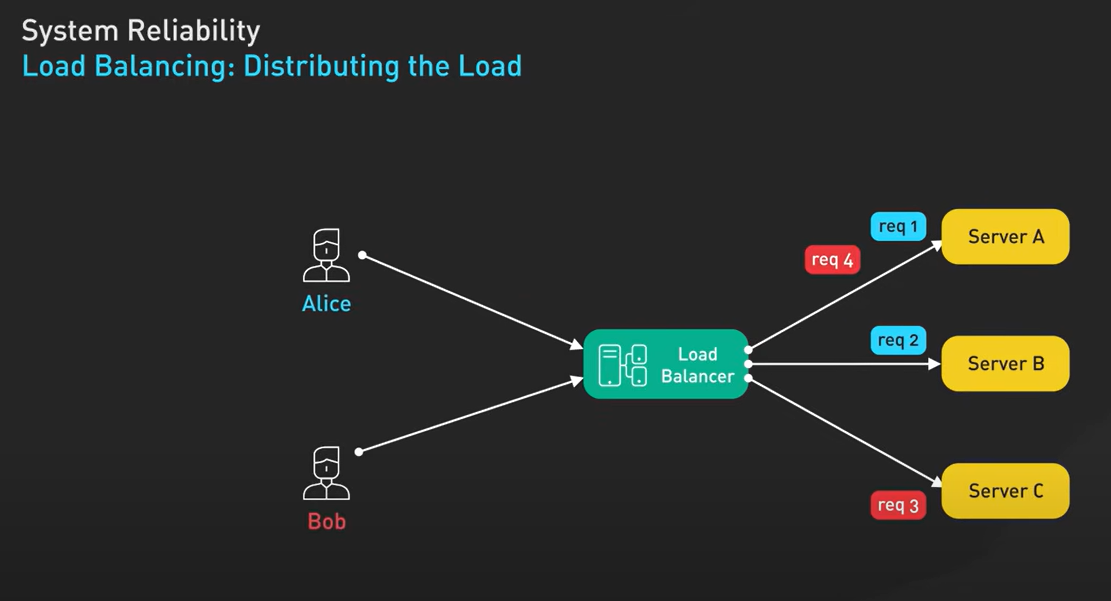 System Reliability
Load Balancing: Distributing the Load
req 1
Server A
req 4
Alice
req 2
Load
Balancer
Server B
Server C
req 3
Bob